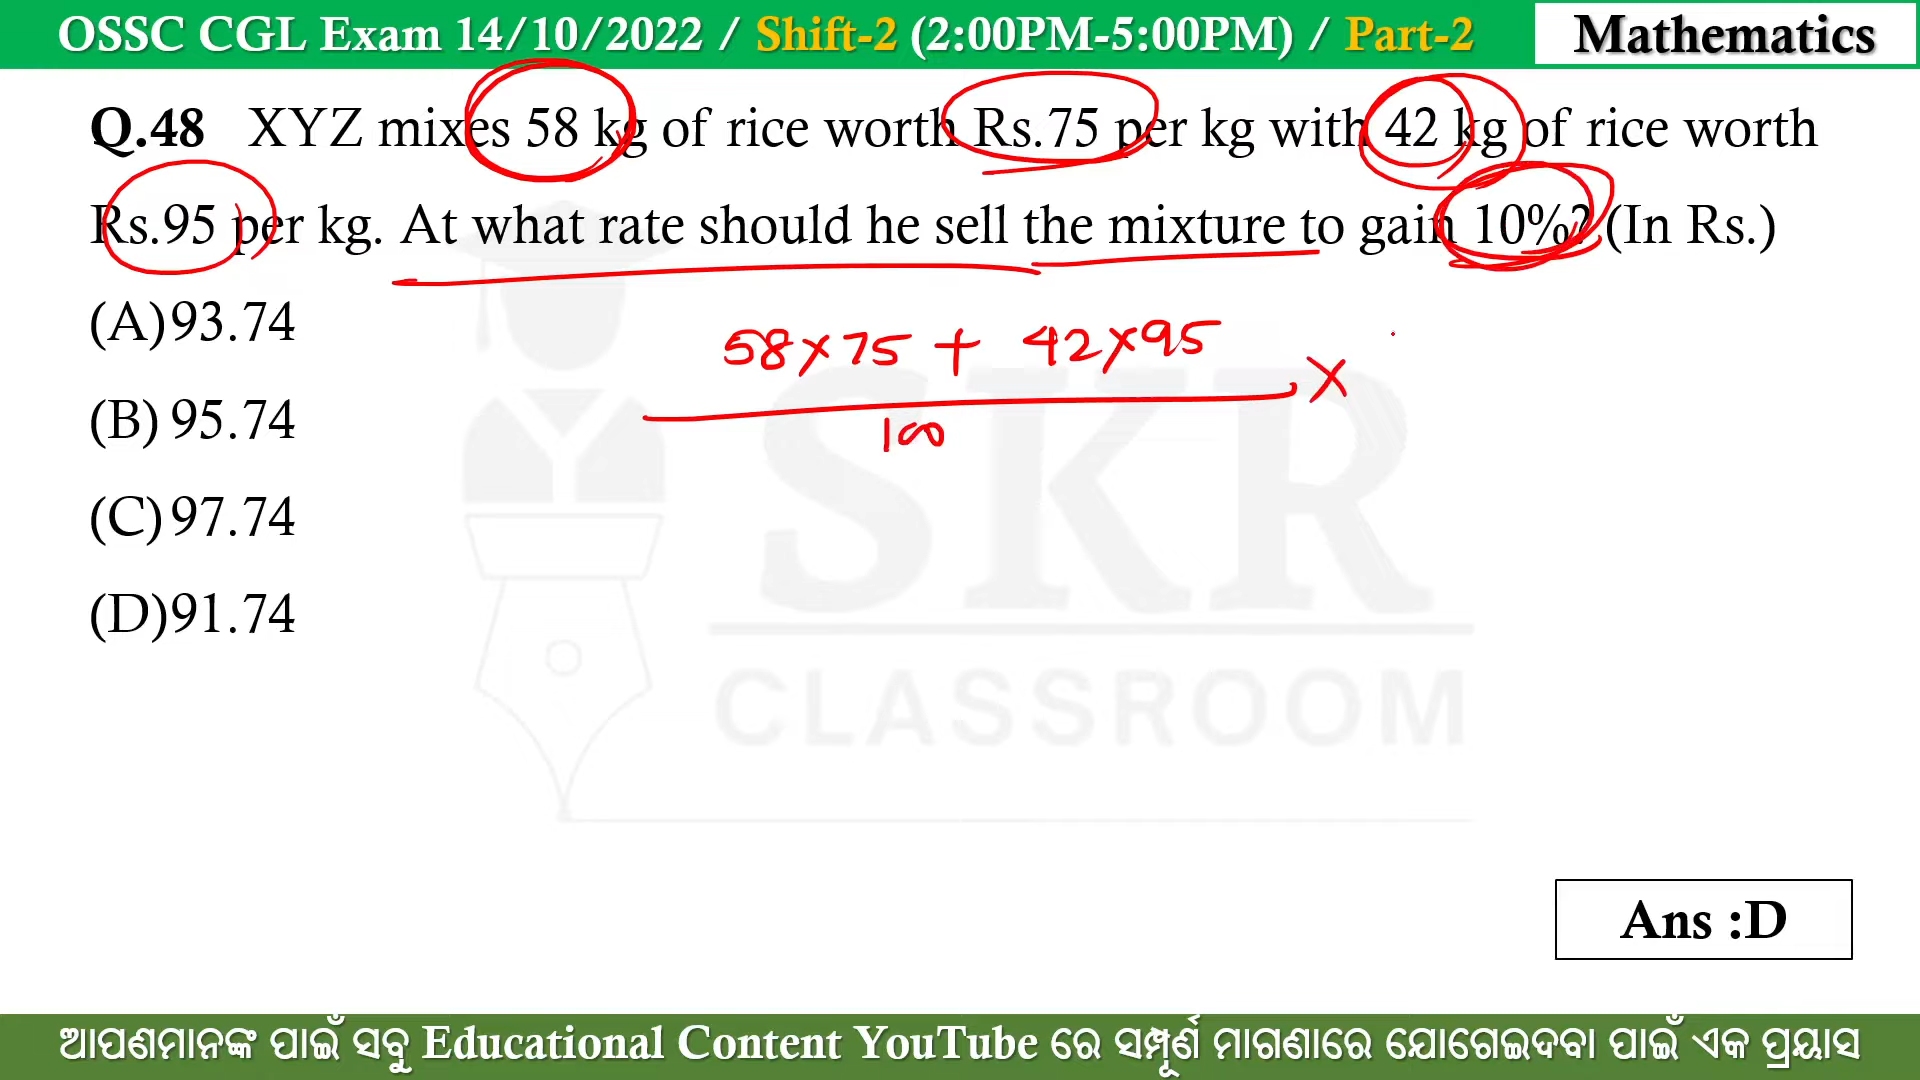 OSSC CGL Exam 14/10/2022 / Shift-2 (2:00PM-5:00PM) / Part-2 Mathematics
Q.48 XYZ mixes 58 kg of rice worth Rs.75 per kg with 42 kg of rice worth
Rs.95 per kg. At what rate should he sell the mixture to gain 10%? (In Rs.)
(A) 93.74
58×75 + 42×95 ×
100
(B) 95.74
(C) 97.74
(D) 91.74
SKR
CLASSROOM
Ans :D
ଆପଣମାନଙ୍କ ପାଇଁ ସବୁ Educational Content YouTube ରେ ସମ୍ପୂର୍ଣ ମାଗଣାରେ ଯୋଗେଇଦବା ପାଇଁ ଏକ ପ୍ରୟାସ